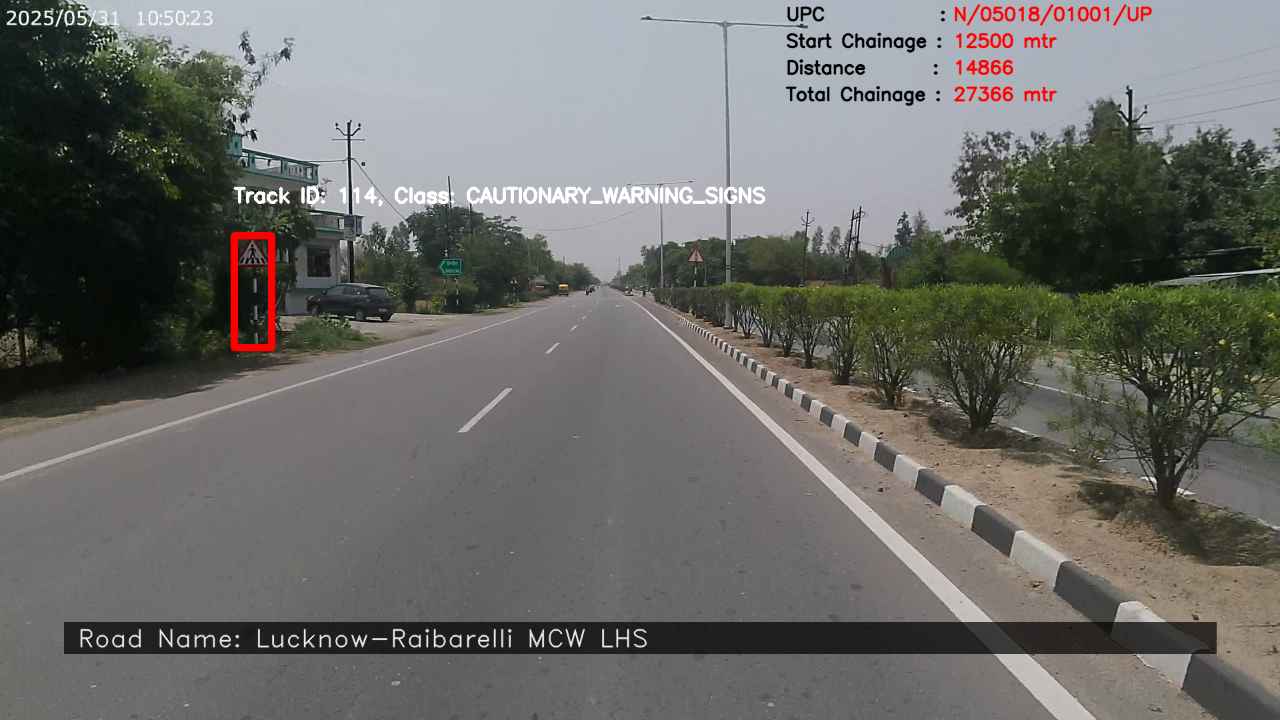 2025/05/31 10:50:23
UPC : N/05018/01001/UP
Start Chainage : 12500 mtr
Distance : 14866
Total Chainage : 27366 mtr
Track ID: 114, Class: CAUTIONARY_WARNING_SIGNS
Road Name: Lucknow-Raibarelli MCW LHS